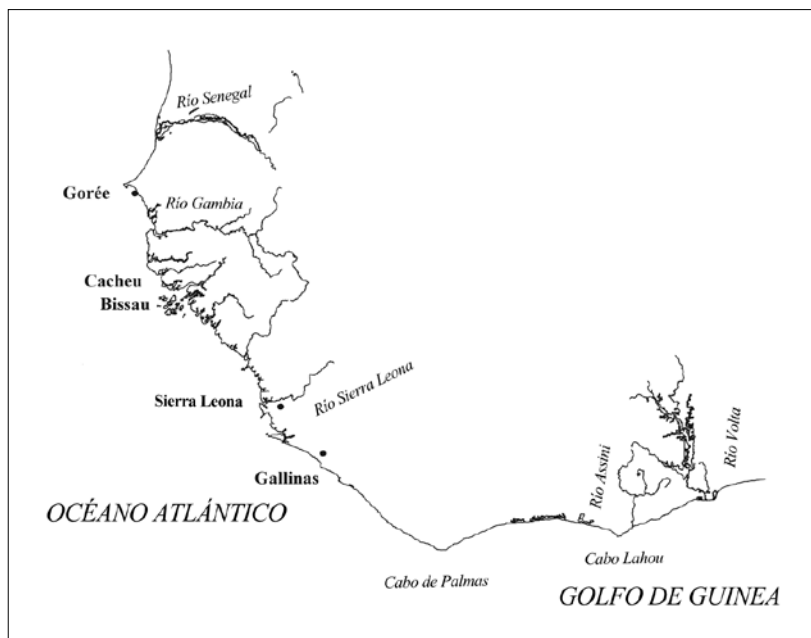 Río Senegal
Gorée
Río Gambia
Cacheu
Bissau
Sierra Leona
Río Sierra Leona
Gallinas
OCÉANO ATLÁNTICO
Río Assini
Río Volta
Cabo Lahou
Cabo de Palmas
GOLFO DE GUINEA